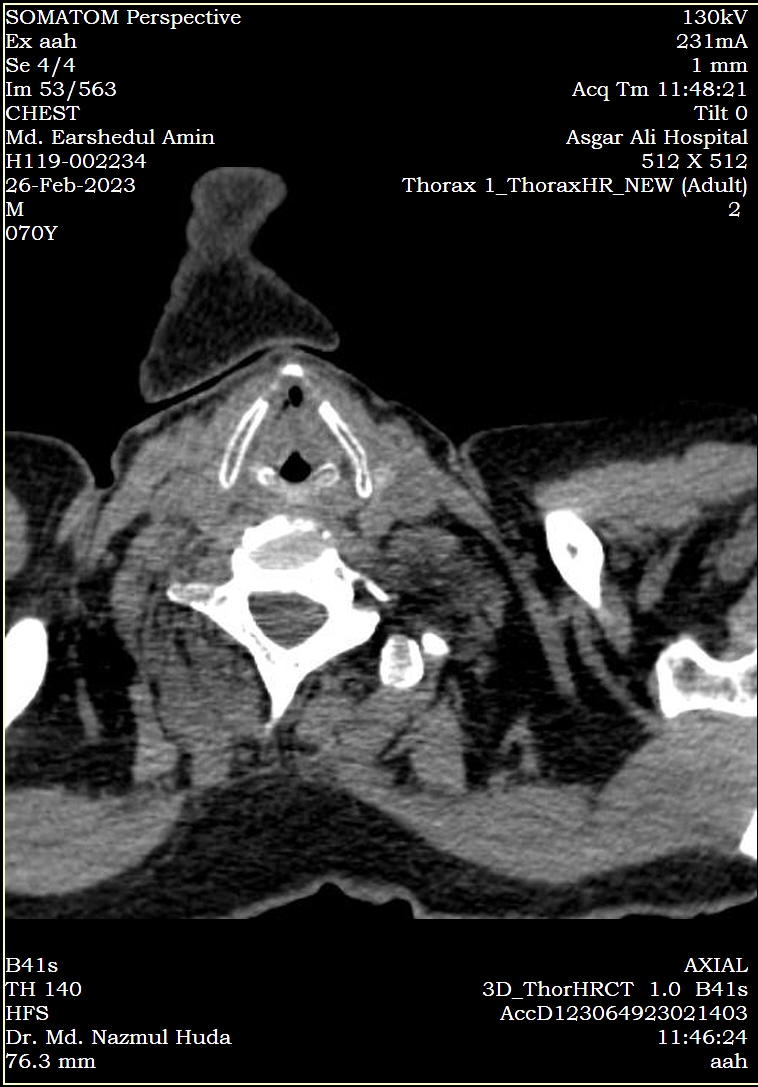 SOMATOM Perspective
Ex aah
Se 4/4
Im 53/563
CHEST
Md. Earshedul Amin
H119-002234
26-Feb-2023
M
070Y
130kV
231mA
1 mm
Acq Tm 11:48:21
Tilt 0
Asgar Ali Hospital
512 X 512
Thorax 1_ThoraxHR_NEW (Adult)
2
B41s
TH 140
HFS
Dr. Md. Nazmul Huda
76.3 mm
AXIAL
3D_ThorHRCT 1.0 B41s
AccD123064923021403
11:46:24
aah